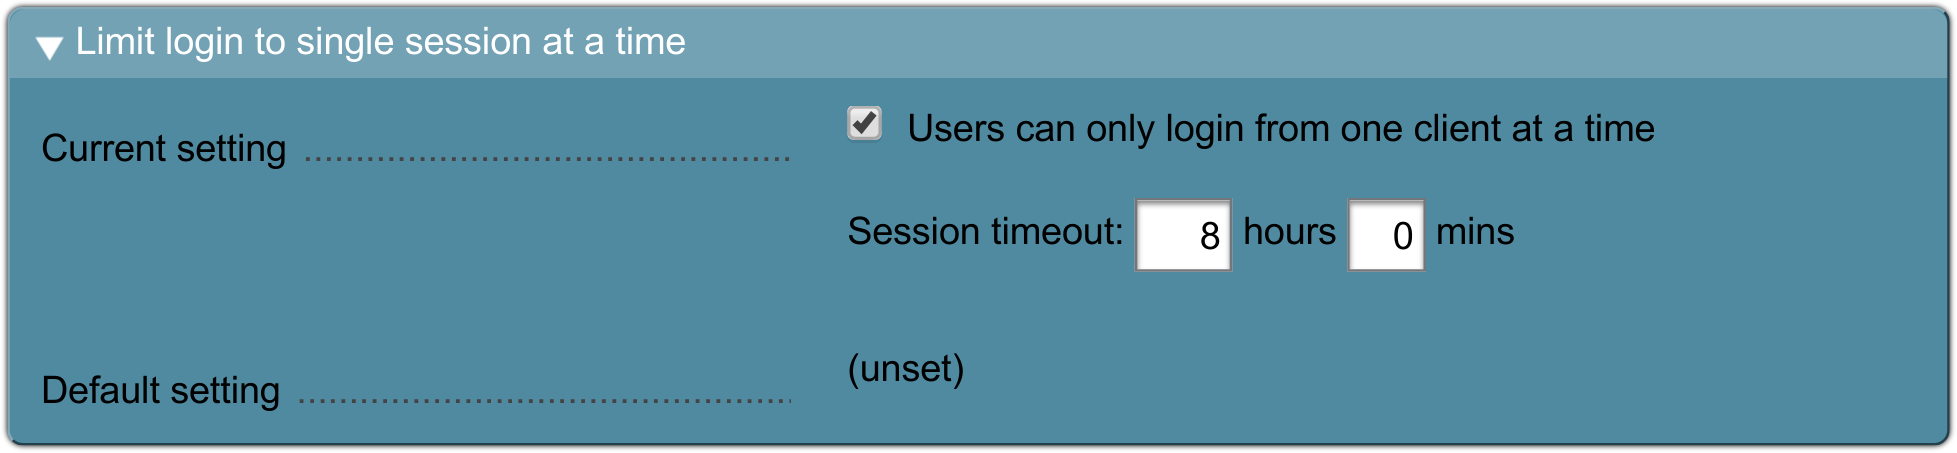 Limit login to single session at a time
Current setting
Users can only login from one client at a time
Session timeout: 8 hours 0 mins
Default setting
(unset)